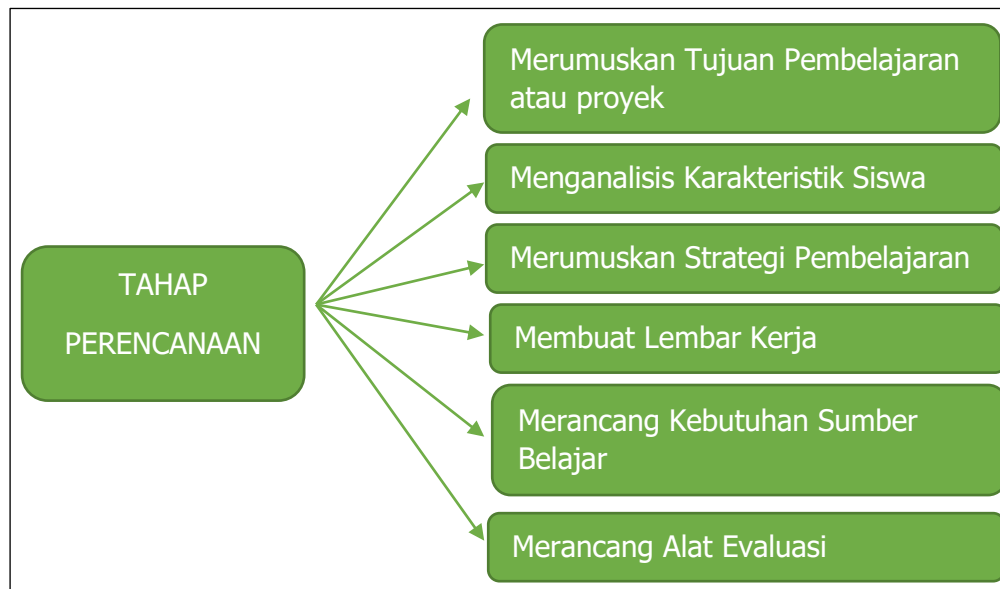 TAHAP
PERENCANAAN
Merumuskan Tujuan Pembelajaran
atau proyek
Menganalisis Karakteristik Siswa
Merumuskan Strategi Pembelajaran
Membuat Lembar Kerja
Merancang Kebutuhan Sumber
Belajar
Merancang Alat Evaluasi